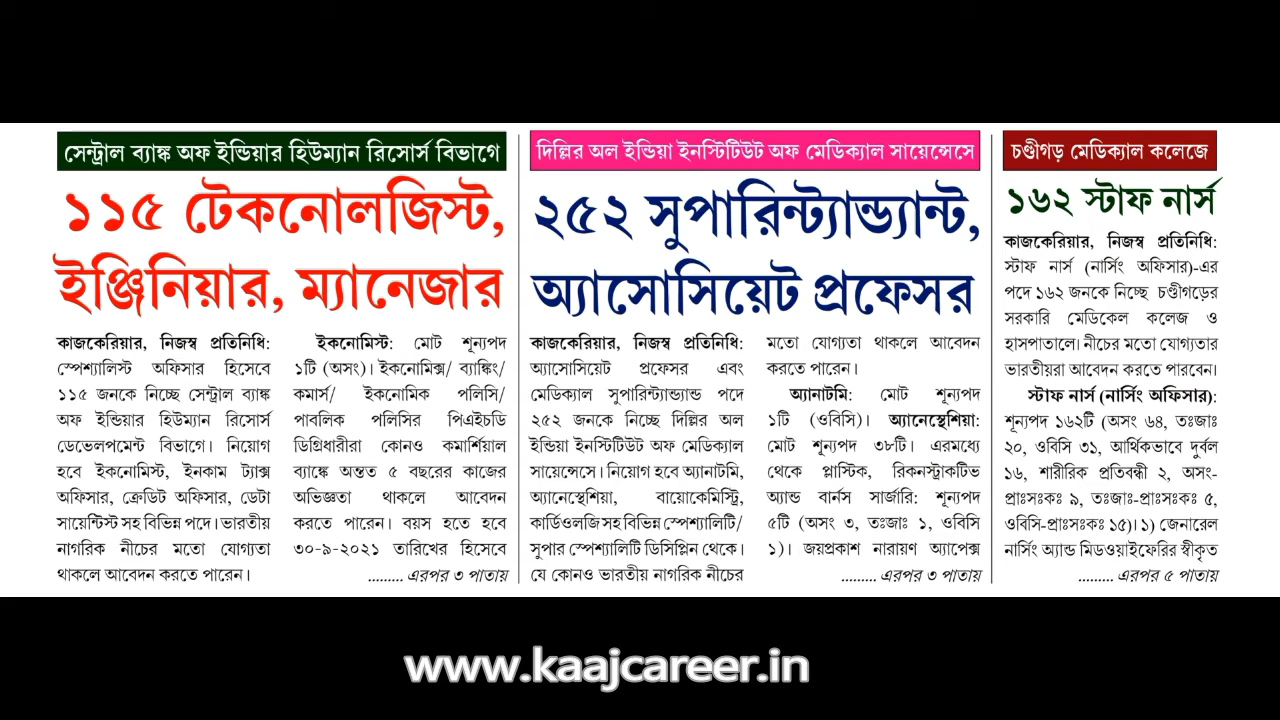 সেন্ট্রাল ব্যাঙ্ক অফ ইন্ডিয়ার হিউম্যান রিসোর্স বিভাগে
১১৫ টেকনোলজিস্ট,
ইঞ্জিনিয়ার, ম্যানেজার
কাজকেরিয়ার, নিজস্ব প্রতিনিধি:
স্পেশ্যালিস্ট অফিসার হিসেবে
১১৫ জনকে নিচ্ছে সেন্ট্রাল ব্যাঙ্ক
অফ ইন্ডিয়ার হিউম্যান রিসোর্স
ডেভেলপমেন্ট বিভাগে। নিয়োগ
হবে ইকনোমিস্ট, ইনকাম ট্যাক্স
অফিসার, ক্রেডিট অফিসার, ডেটা
সায়েন্টিস্ট সহ বিভিন্ন পদে। ভারতীয়
নাগরিক নীচের মতো যোগ্যতা
থাকলে আবেদন করতে পারেন।
ইকনোমিস্ট: মোট শূন্যপদ
১টি (অসং)। ইকনোমিক্স/ ব্যাঙ্কিং/
কমার্স/ ইকনোমিক পলিসি/
পাবলিক পলিসির পিএইচডি
ডিগ্রিধারীরা কোনও কমার্শিয়াল
ব্যাঙ্কে অন্তত ৫ বছরের কাজের
অভিজ্ঞতা থাকলে আবেদন
করতে পারেন। বয়স হতে হবে
৩০-৯-২০২১ তারিখের হিসেবে
......... এরপর ৩ পাতায়
দিল্লির অল ইন্ডিয়া ইনস্টিটিউট অফ মেডিক্যাল সায়েন্সেসে
২৫২ সুপারিন্ট্যান্ড্যান্ট,
অ্যাসোসিয়েট প্রফেসর
কাজকেরিয়ার, নিজস্ব প্রতিনিধি:
অ্যাসোসিয়েট প্রফেসর এবং
মেডিক্যাল সুপারিন্ট্যান্ড্যান্ড পদে
২৫২ জনকে নিচ্ছে দিল্লির অল
ইন্ডিয়া ইনস্টিটিউট অফ মেডিক্যাল
সায়েন্সেসে। নিয়োগ হবে অ্যানাটমি,
অ্যানেস্থেশিয়া, বায়োকেমিস্ট্রি,
কার্ডিওলজি সহ বিভিন্ন স্পেশ্যালিটি/
সুপার স্পেশ্যালিটি ডিসিপ্লিন থেকে।
যে কোনও ভারতীয় নাগরিক নীচের
মতো যোগ্যতা থাকলে আবেদন
করতে পারেন।
অ্যানাটমি: মোট শূন্যপদ
১টি (ওবিসি)। অ্যানেস্থেশিয়া:
মোট শূন্যপদ ৩৮টি। এরমধ্যে
থেকে প্লাস্টিক, রিকনস্ট্রাকটিভ
অ্যান্ড বার্নস সার্জারি: শূন্যপদ
৫টি (অসং ৩, তঃজাঃ ১, ওবিসি
১)। জয়প্রকাশ নারায়ণ অ্যাপেক্স
......... এরপর ৩ পাতায়
চণ্ডীগড় মেডিক্যাল কলেজে
১৬২ স্টাফ নার্স
কাজকেরিয়ার, নিজস্ব প্রতিনিধি:
স্টাফ নার্স (নার্সিং অফিসার)-এর
পদে ১৬২ জনকে নিচ্ছে চণ্ডীগড়ের
সরকারি মেডিকেল কলেজ ও
হাসপাতালে। নীচের মতো যোগ্যতার
ভারতীয়রা আবেদন করতে পারবেন।
স্টাফ নার্স (নার্সিং অফিসার):
শূন্যপদ ১৬২টি (অসং ৬৪, তঃজাঃ
২০, ওবিসি ৩১, আর্থিকভাবে দুর্বল
১৬, শারীরিক প্রতিবন্ধী ২, অসং-
প্রাঃসঃকঃ ৯, তঃজাঃ-প্রাঃসঃকঃ ৫,
ওবিসি-প্রাঃসঃকঃ ১৫)। ১) জেনারেল
নার্সিং অ্যান্ড মিডওয়াইফেরির স্বীকৃত
......... এরপর ৫ পাতায়
www.kaajcareer.in